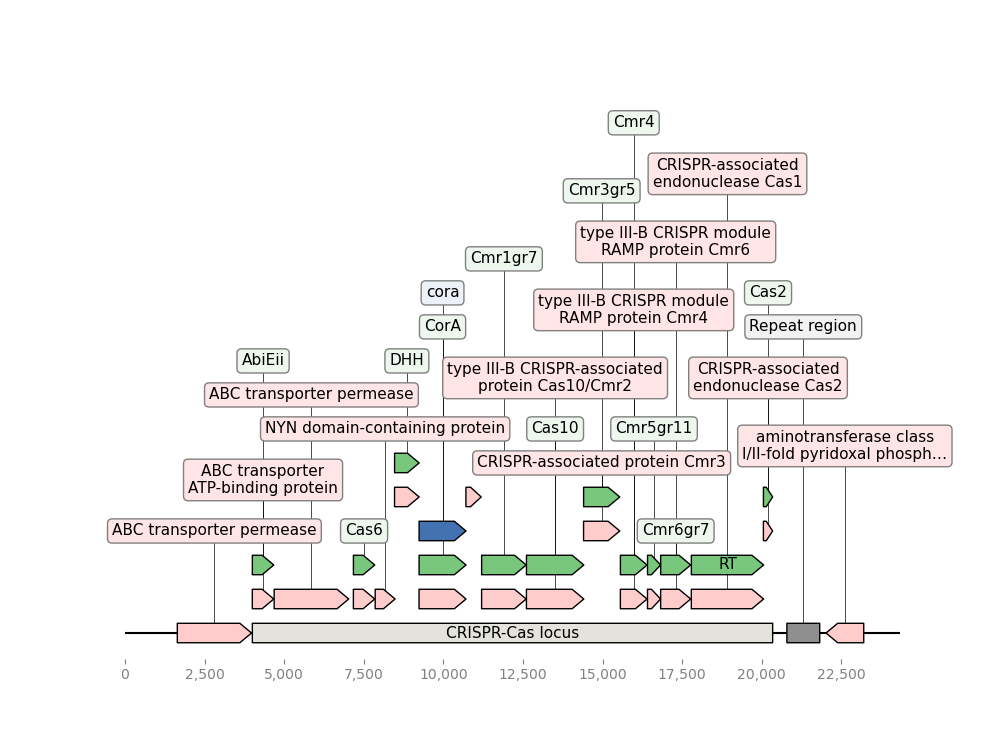 Cmr4
CRISPR-associated
endonuclease Cas1
Cmr3gr5
type III-B CRISPR module
RAMP protein Cmr6
Cmr1gr7
cora
Cas2
type III-B CRISPR module
RAMP protein Cmr4
CorA
Repeat region
AbiEii
DHH
type III-B CRISPR-associated
protein Cas10/Cmr2
CRISPR-associated
endonuclease Cas2
ABC transporter permease
NYN domain-containing protein
Cas10
Cmr5gr11
aminotransferase class
I/II-fold pyridoxal phosph…
CRISPR-associated protein Cmr3
ABC transporter
ATP-binding protein
ABC transporter permease
Cas6
Cmr6gr7
RT
CRISPR-Cas locus
0
2,500
5,000
7,500
10,000
12,500
15,000
17,500
20,000
22,500